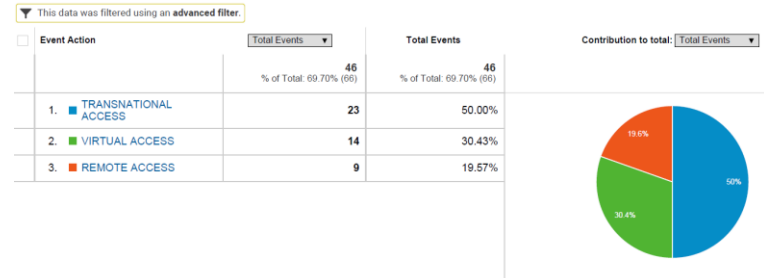 This data was filtered using an advanced filter.
Event Action Total Events Total Events Contribution to total: Total Events
46 46
% of Total: 69.70% (66) % of Total: 69.70% (66)
1. TRANSNATIONAL ACCESS 23 50.00%
2. VIRTUAL ACCESS 14 30.43%
3. REMOTE ACCESS 9 19.57%
19.6%
50%
30.4%